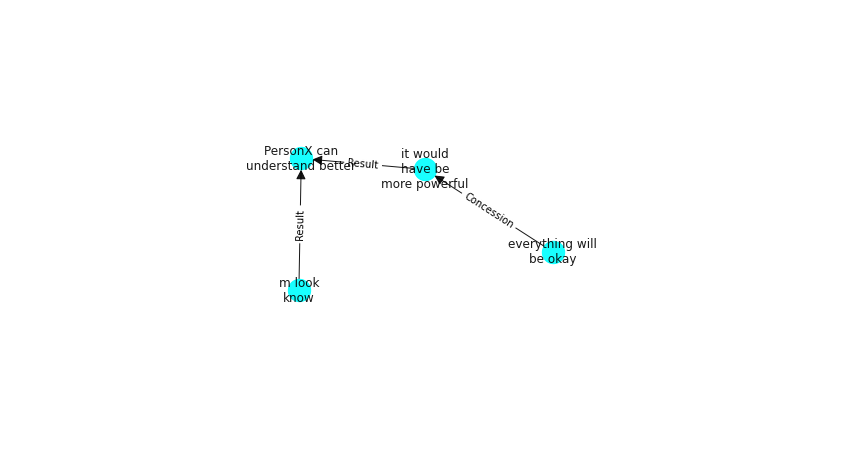 PersonX can
understand better
Result
it would
have be
more powerful
Concession
everything will
be okay
Result
m look
know